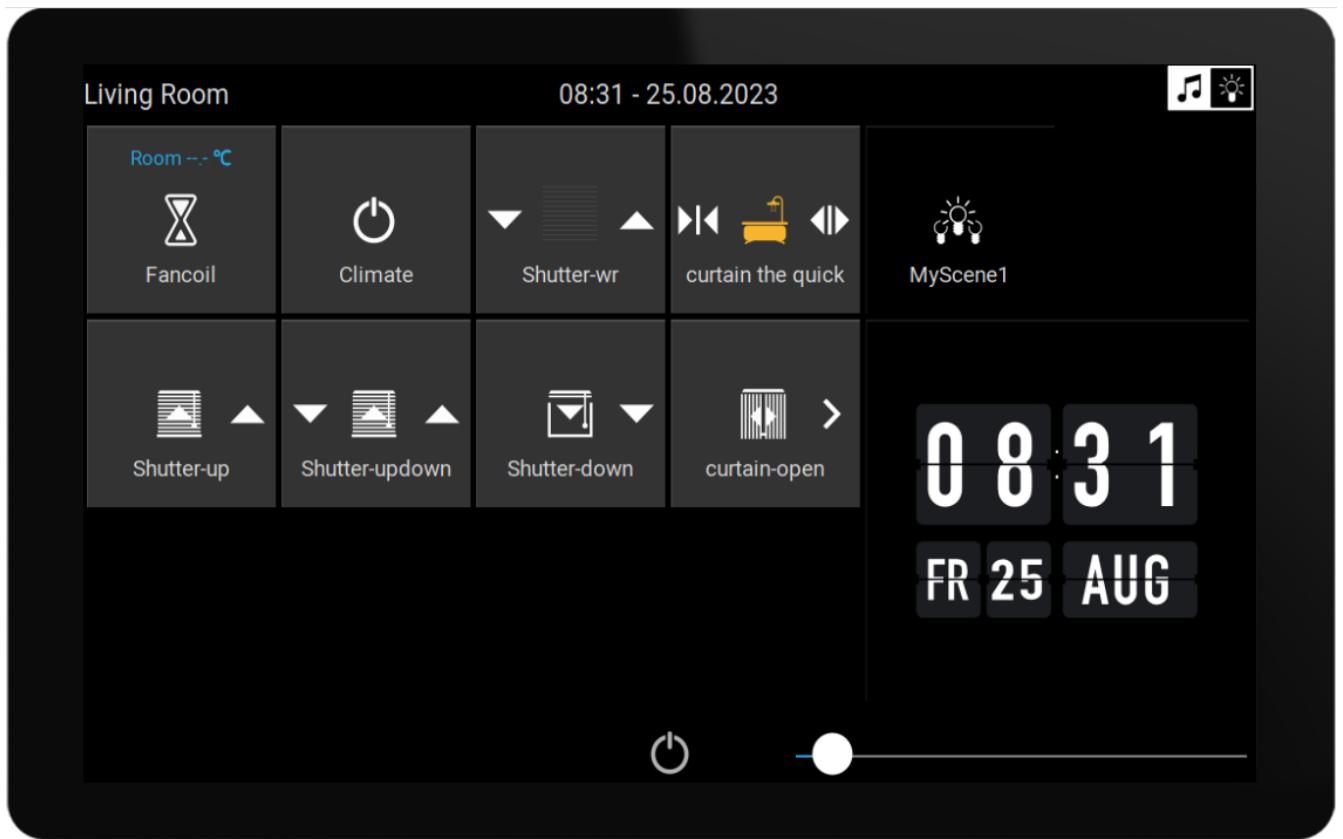 Living Room
08:31 - 25.08.2023
Room --.- ℃
Fancoil
Climate
Shutter-wr
curtain the quick
MyScene1
Shutter-up
Shutter-updown
Shutter-down
curtain-open
08:31
FR 25 AUG